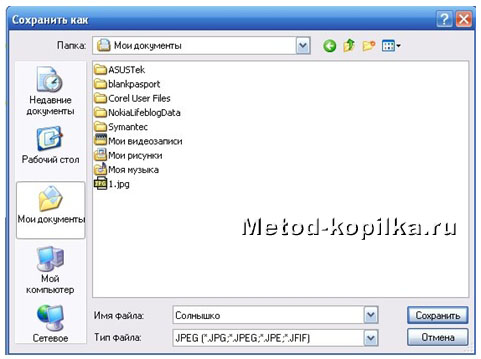 Сохранить как
Папка:
Мои документы
ASUSTek
blankpasport
Corel User Files
NokiaLifeblogData
Symantec
Мои видеозаписи
Мои рисунки
Моя музыка
1.jpg
Недавние
документы
Рабочий стол
Мои документы
Мой
компьютер
Сетевое
Metod-kopilka.ru
Имя файла:
Солнышко
Сохранить
Тип файла:
JPEG (*.JPG;*.JPEG;*.JPE;*.JFIF)
Отмена